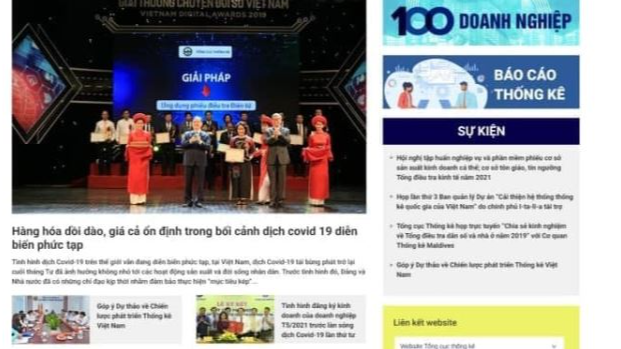 GIẢI THƯỞNG CHUYỂN ĐỔI SỐ VIỆT NAM
VIETNAM DIGITAL AWARDS 2019
GIẢI PHÁP
Ứng dụng phiếu điều tra Điện tử
Hàng hóa dồi dào, giá cả ổn định trong bối cảnh dịch covid 19 diễn
biến phức tạp
Tình hình dịch Covid-19 trên thế giới vẫn đang diễn biến phức tạp, tại Việt Nam, dịch Covid-19 tái bùng phát trở lại
cuối tháng Tư đã ảnh hưởng không nhỏ tới các hoạt động sản xuất và đời sống nhân dân. Trước tình hình đó, Đảng và
Nhà nước đã có những chỉ đạo kịp thời nhằm đảm bảo thực hiện "mục tiêu kép"...
Góp ý Dự thảo về Chiến
lược phát triển Thống kê
Việt Nam
LỄ KÝ KẾT
Tình hình đăng ký kinh
doanh của doanh nghiệp
T5/2021 trước làn sóng
dịch Covid-19 lần thứ tư
100 DOANH NGHIỆP
BÁO CÁO
THỐNG KÊ
SỰ KIỆN
Hội nghị tập huấn nghiệp vụ và phần mềm phiếu cơ sở
sản xuất kinh doanh cá thể; cơ sở tôn giáo, tín ngưỡng
Tổng điều tra kinh tế năm 2021
Họp lần thứ 3 Ban quản lý Dự án "Cải thiện hệ thống thống
kê quốc gia của Việt Nam" do chính phủ I-ta-li-a tài trợ
Tổng cục Thống kê họp trực tuyến "Chia sẻ kinh nghiệm
về Tổng điều tra dân số và nhà ở năm 2019" với Cơ quan
Thống kê Maldives
Góp ý Dự thảo về Chiến lược phát triển Thống kê Việt
Nam
Liên kết website
Website Tổng cục thống kê